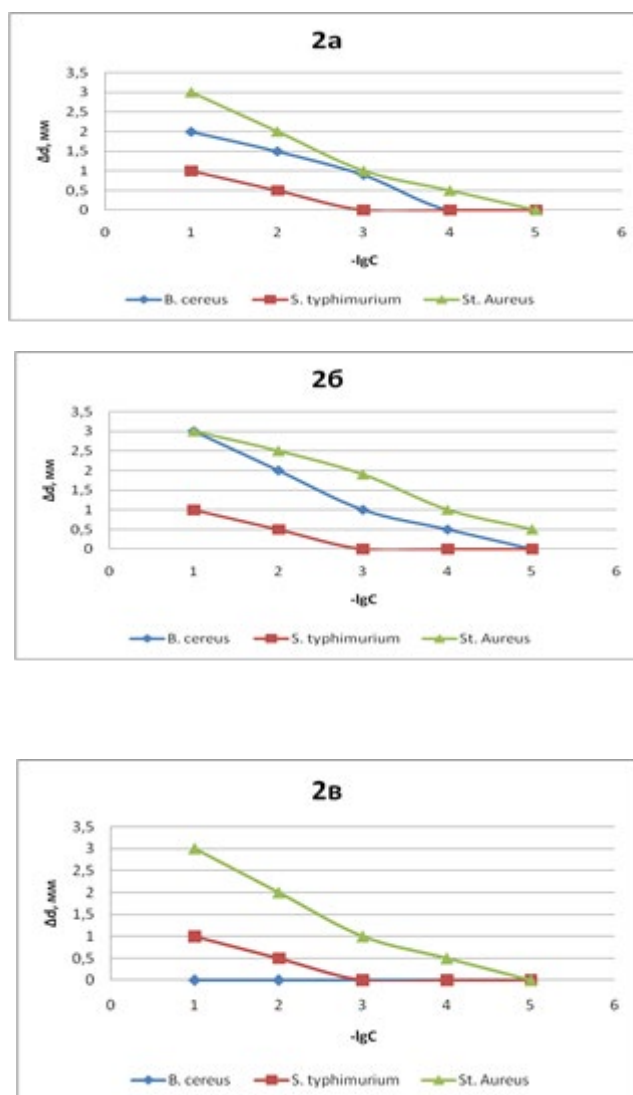 2а
3,5
3
2,5
2
1,5
1
0,5
0
0 1 2 3 4 5 6
Δd, мм
-lgC
B. cereus S. typhimurium St. Aureus
2б
3,5
3
2,5
2
1,5
1
0,5
0
0 1 2 3 4 5 6
Δd, мм
-lgC
B. cereus S. typhimurium St. Aureus
2в
3,5
3
2,5
2
1,5
1
0,5
0
0 1 2 3 4 5 6
Δd, мм
-lgC
B. cereus S. typhimurium St. Aureus